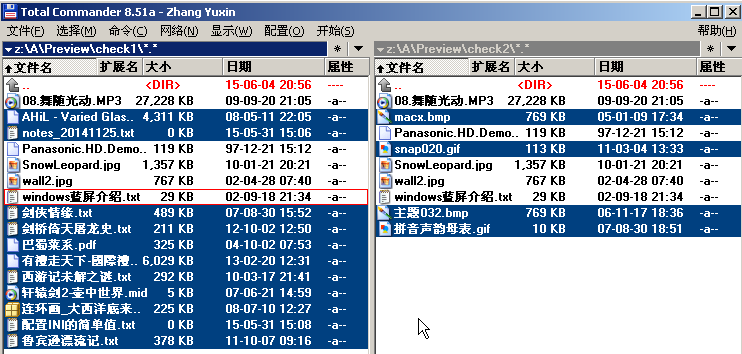 Total Commander 8.51a - Zhang Yuxin
文件(F) 选择(M) 命令(C) 网络(N) 显示(W) 配置(O) 开始(S) 帮助(H)
z:\A\Preview\check1\*.* * ▼
文件名 扩展名 大小 日期 属性
.. <DIR> 15-06-04 20:56 ----
08.舞随光动.MP3 27,228 KB 09-09-20 21:05 -a--
AHiL - Varied Glas.. 4,311 KB 08-05-11 22:05 -a--
notes_20141125.txt 5 KB 15-05-31 15:06 -a--
Panasonic.HD.Demo.. 119 KB 97-12-21 15:12 -a--
SnowLeopard.jpg 1,357 KB 10-01-21 20:21 -a--
wall2.jpg 767 KB 02-04-28 07:40 -a--
windows蓝屏介绍.txt 29 KB 02-09-18 21:34 -a--
剑侠情缘.txt 489 KB 07-08-30 15:52 -a--
剑桥倚天屠龙史.txt 211 KB 12-10-02 12:50 -a--
巴蜀菜系.pdf 325 KB 04-10-02 07:53 -a--
有禮走天下-國際禮.. 6,029 KB 13-02-20 12:31 -a--
西游记未解之谜.txt 292 KB 10-03-17 21:41 -a--
轩辕剑2-壶中世界.mid 5 KB 07-06-21 14:59 -a--
连环画_大西洋底来.. 225 KB 08-07-10 12:27 -a--
配置INI的简单值.txt 0 KB 15-05-31 15:08 -a--
鲁宾逊漂流记.txt 378 KB 11-10-07 09:16 -a--
z:\A\Preview\check2\*.* * ▼
文件名 扩展名 大小 日期 属性
.. <DIR> 15-06-04 20:56 ----
08.舞随光动.MP3 27,228 KB 09-09-20 21:05 -a--
macx.bmp 769 KB 05-01-09 17:34 -a--
Panasonic.HD.Demo.. 119 KB 97-12-21 15:12 -a--
snap020.gif 113 KB 11-03-04 13:33 -a--
SnowLeopard.jpg 1,357 KB 10-01-21 20:21 -a--
wall2.jpg 767 KB 02-04-28 07:40 -a--
windows蓝屏介绍.txt 29 KB 02-09-18 21:34 -a--
主题032.bmp 769 KB 06-11-17 18:36 -a--
拼音声韵母表.gif 10 KB 07-08-30 18:51 -a--